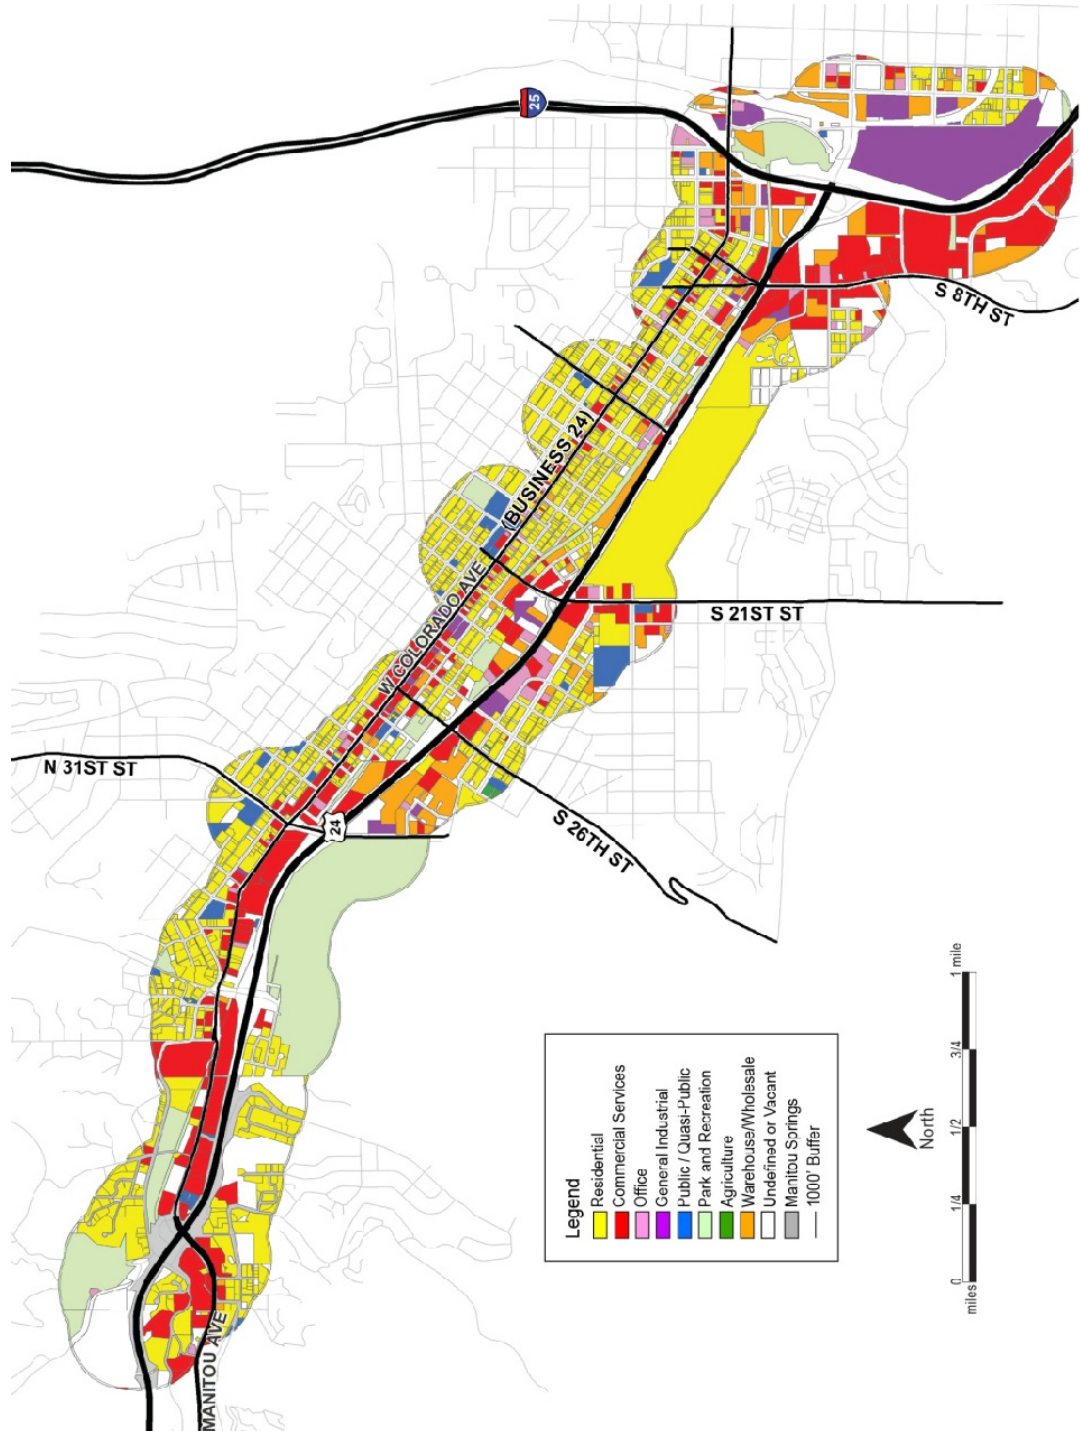 25
S 8TH ST
(BUSINESS 24)
W COLORADO AVE
S 21ST ST
N 31ST ST
24
S 26TH ST
MANITOU AVE
Legend
Residential
Commercial Services
Office
General Industrial
Public / Quasi-Public
Park and Recreation
Agriculture
Warehouse/Wholesale
Undefined or Vacant
Manitou Springs
1000' Buffer
North
0 1/4 1/2 3/4 1 mile
miles